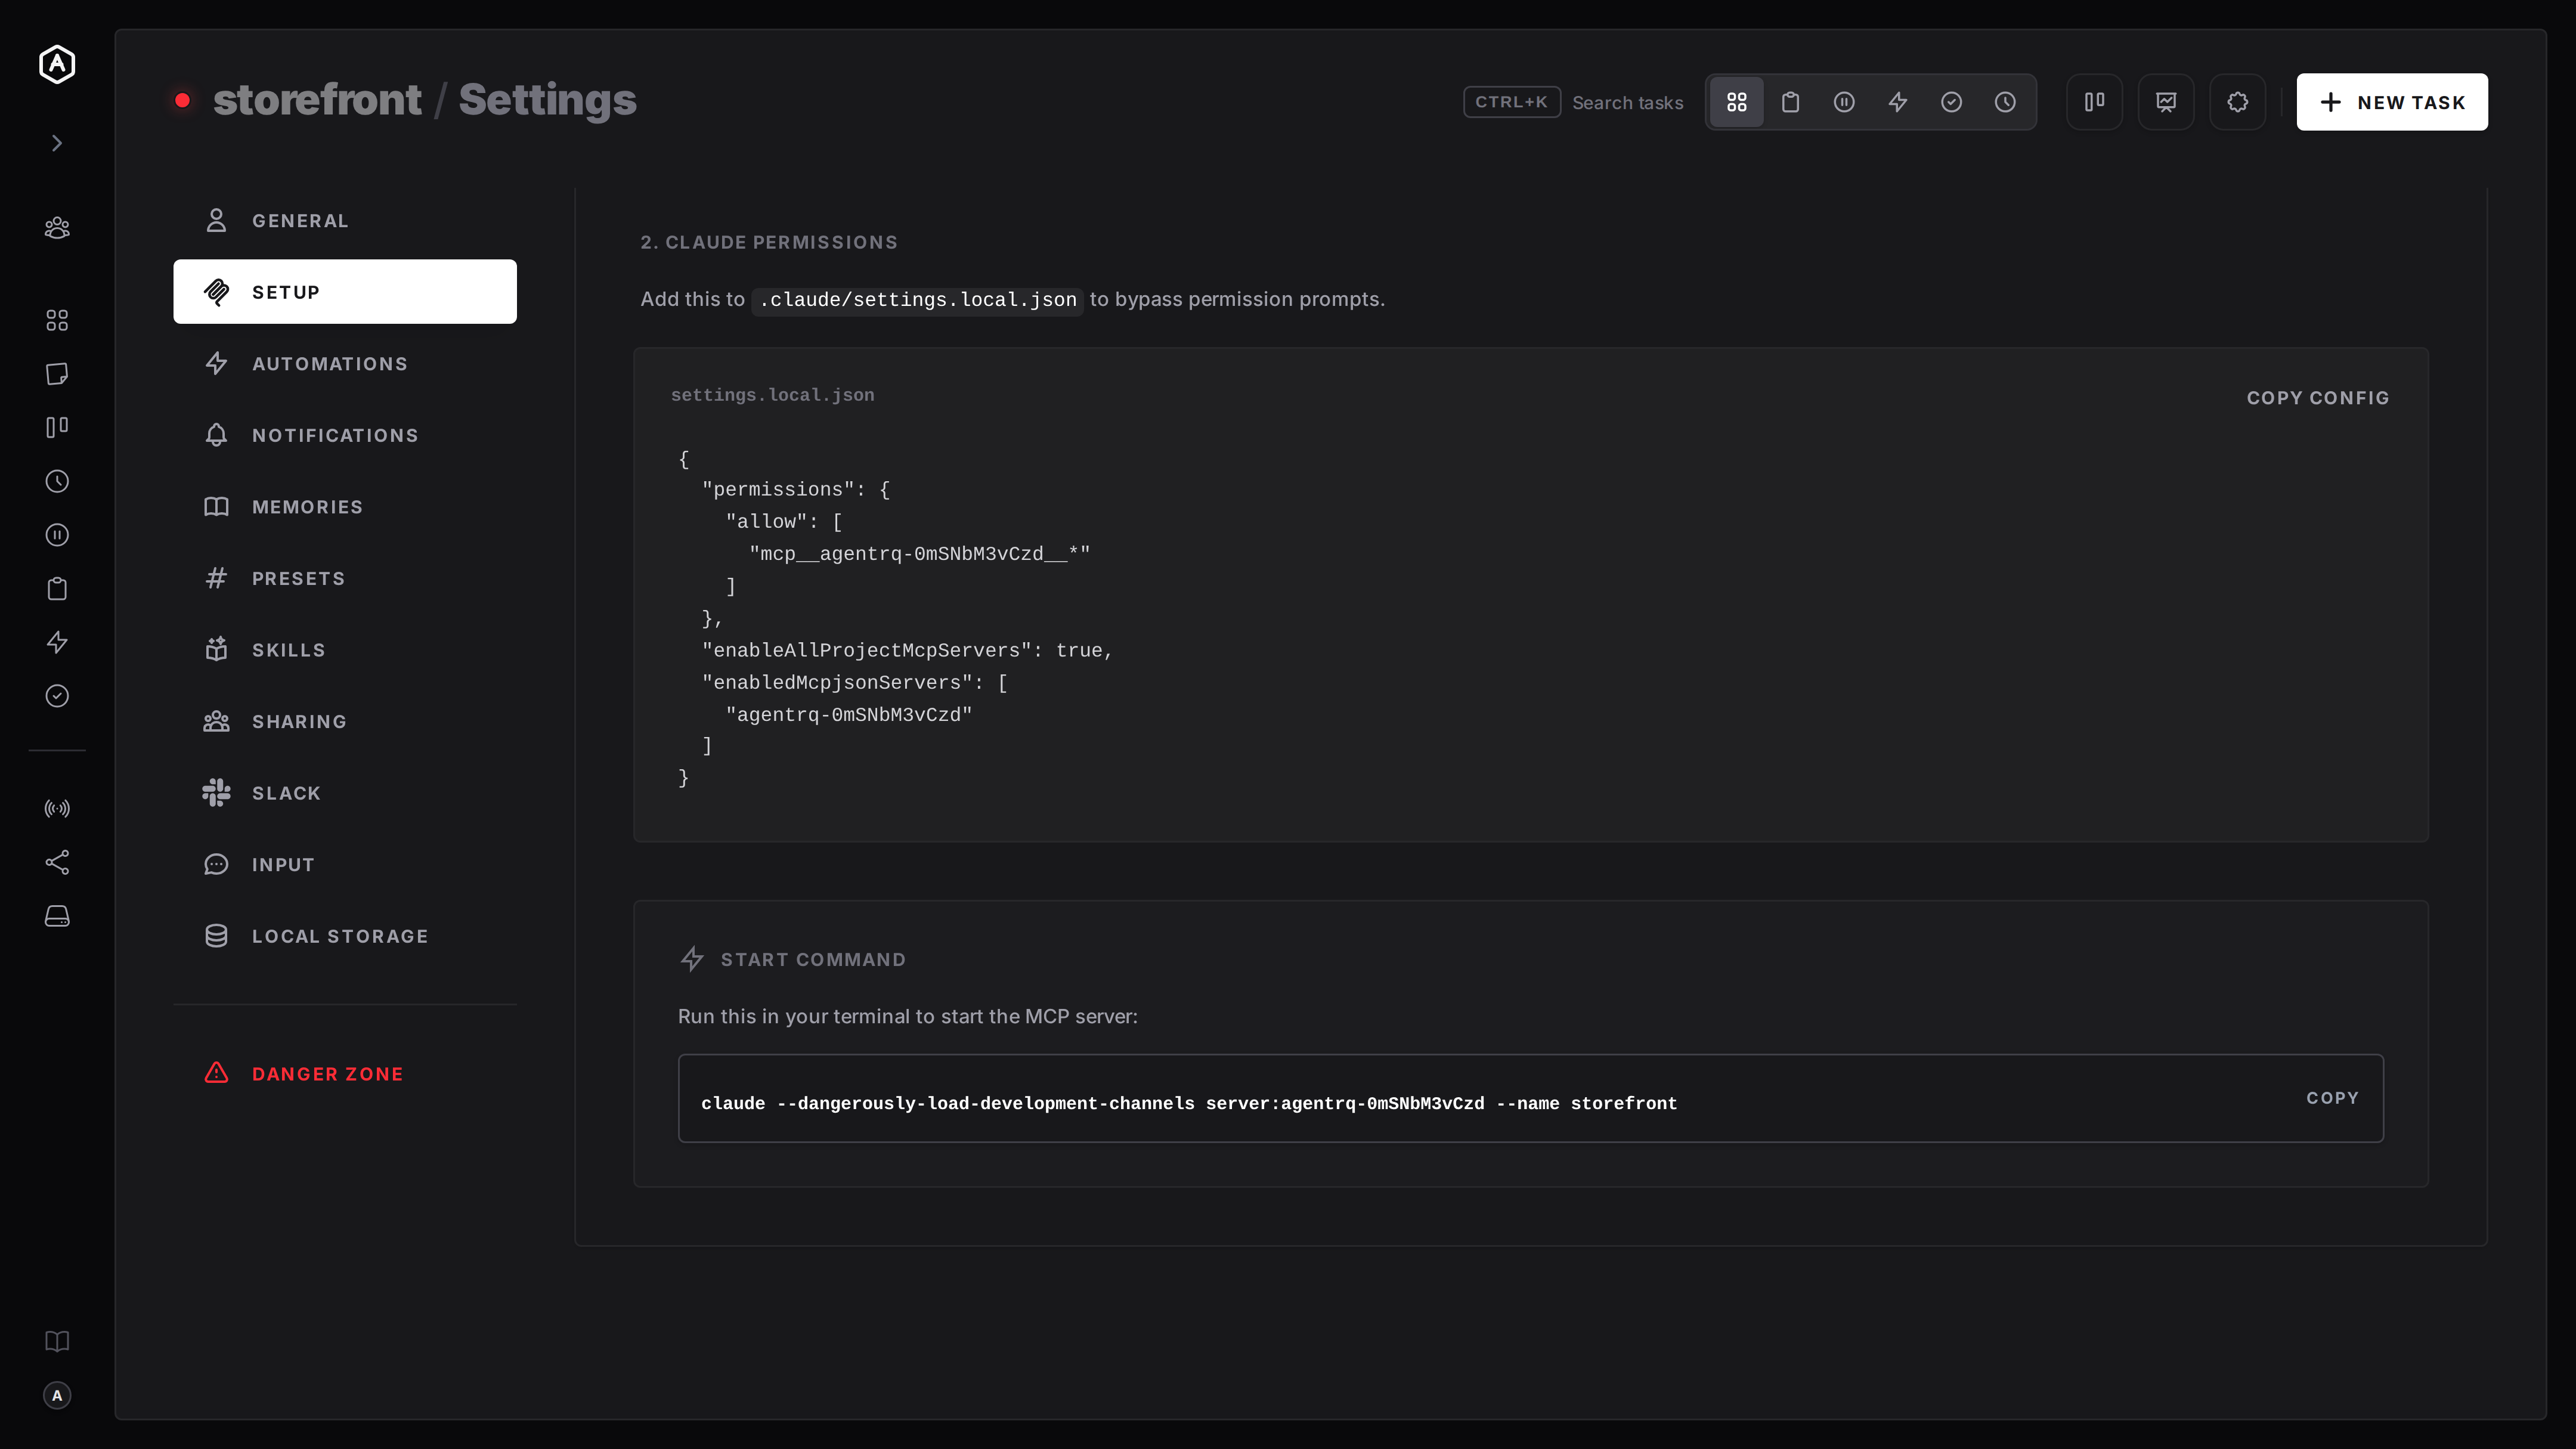 storefront / Settings
CTRL+K Search tasks
NEW TASK
GENERAL
SETUP
AUTOMATIONS
NOTIFICATIONS
MEMORIES
PRESETS
SKILLS
SHARING
SLACK
INPUT
LOCAL STORAGE
DANGER ZONE
2. CLAUDE PERMISSIONS
Add this to .claude/settings.local.json to bypass permission prompts.
settings.local.json
COPY CONFIG
{
  "permissions": {
    "allow": [
      "mcp__agentrq-0mSNbM3vCzd__*"
    ]
  },
  "enableAllProjectMcpServers": true,
  "enabledMcpjsonServers": [
    "agentrq-0mSNbM3vCzd"
  ]
}
START COMMAND
Run this in your terminal to start the MCP server:
claude --dangerously-load-development-channels server:agentrq-0mSNbM3vCzd --name storefront
COPY
A